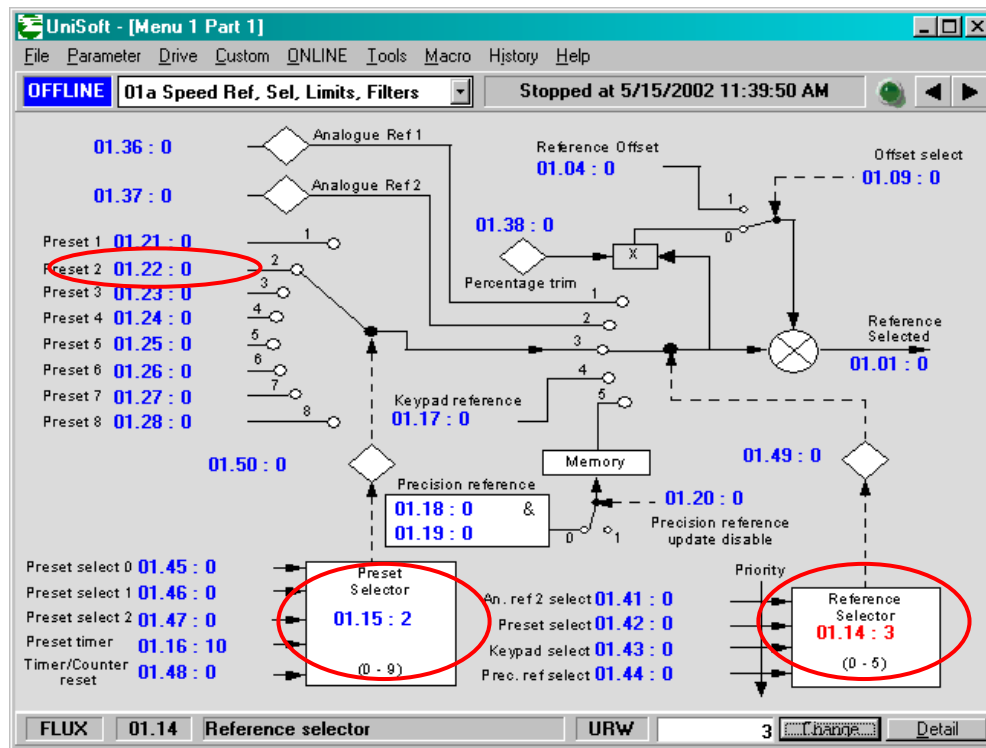 UniSoft - [Menu 1 Part 1]
File Parameter Drive Custom ONLINE Tools Macro History Help
OFFLINE 01a Speed Ref, Sel, Limits, Filters Stopped at 5/15/2002 11:39:50 AM
01.36 : 0 Analogue Ref 1
01.37 : 0 Analogue Ref 2
Reference Offset
01.04 : 0
Offset select
01.09 : 0
1
0
01.38 : 0
X
Percentage trim
Preset 1 01.21 : 0 1
Preset 2 01.22 : 0 2
Preset 3 01.23 : 0 3
Preset 4 01.24 : 0 4
Preset 5 01.25 : 0 5
Preset 6 01.26 : 0 6
Preset 7 01.27 : 0 7
Preset 8 01.28 : 0 8
1
2
3
4
5
Reference
Selected
01.01 : 0
Keypad reference
01.17 : 0
01.50 : 0
Memory
01.49 : 0
Precision reference
01.18 : 0 &
01.19 : 0
0 1
01.20 : 0
Precision reference
update disable
Preset select 0 01.45 : 0
Preset select 1 01.46 : 0
Preset select 2 01.47 : 0
Preset timer 01.16 : 10
Timer/Counter
reset 01.48 : 0
Preset
Selector
01.15 : 2
(0 - 9)
Priority
An. ref 2 select 01.41 : 0
Preset select 01.42 : 0
Keypad select 01.43 : 0
Prec. ref select 01.44 : 0
Reference
Selector
01.14 : 3
(0 - 5)
FLUX 01.14 Reference selector URW 3 Change Detail